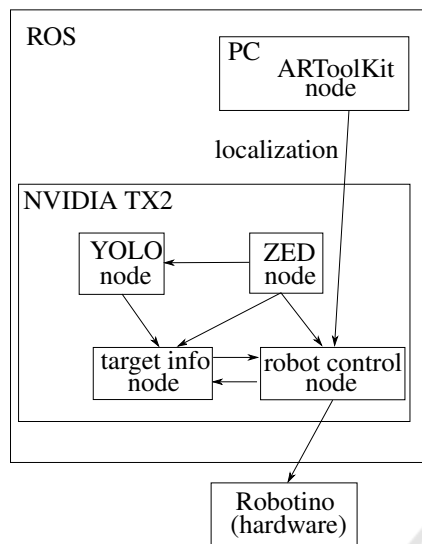 ROS
PC
ARToolKit
node
localization
NVIDIA TX2
YOLO
node
ZED
node
target info
node
robot control
node
Robotino
(hardware)